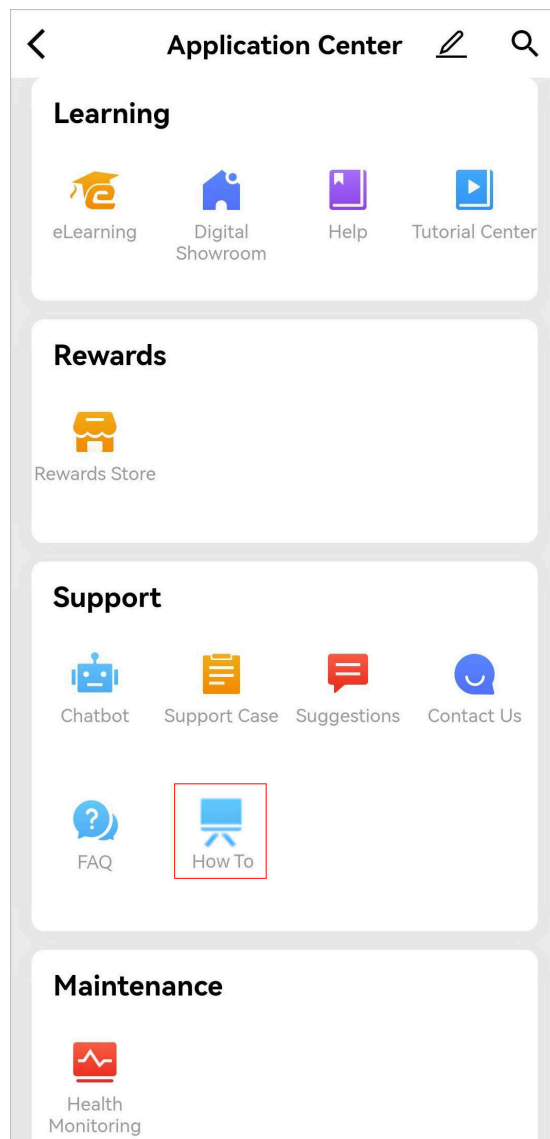 Application Center
Learning
eLearning
Digital
Showroom
Help
Tutorial Center
Rewards
Rewards Store
Support
Chatbot
Support Case
Suggestions
Contact Us
FAQ
How To
Maintenance
Health
Monitoring